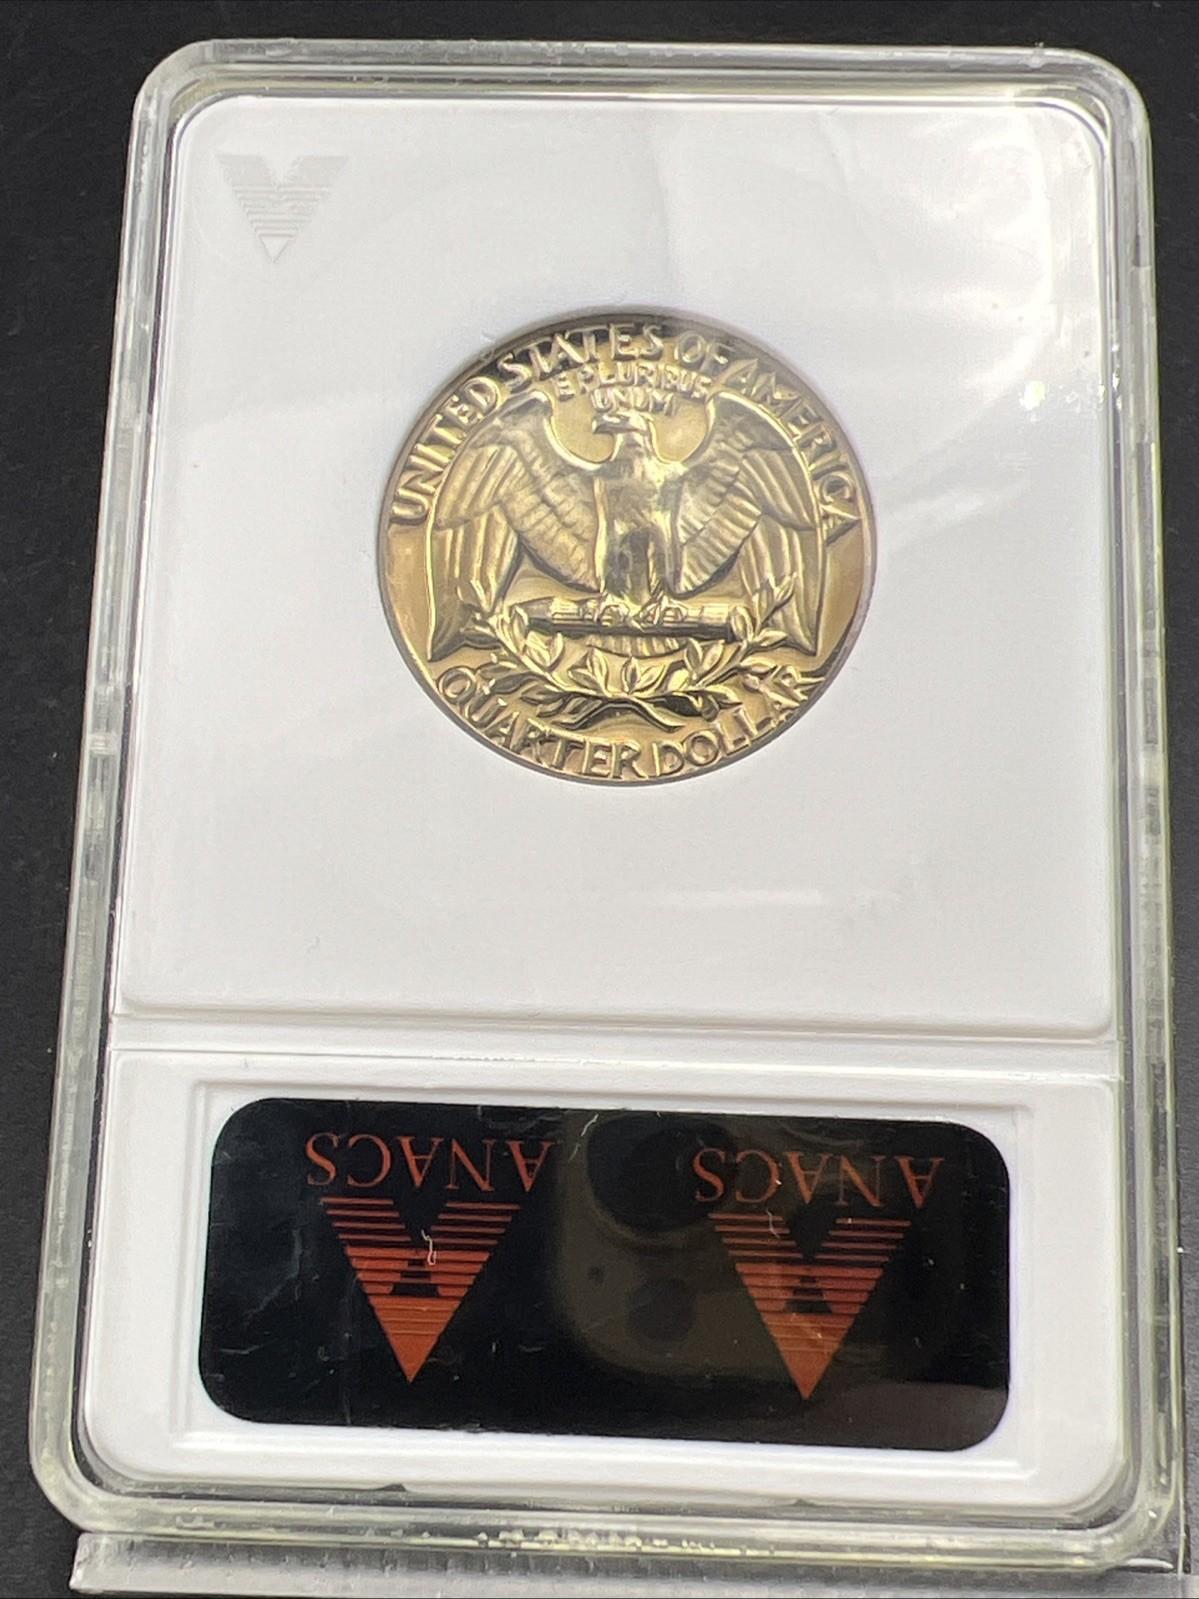 UNITED STATES OF AMERICA
E PLURIBUS
UNUM
QUARTER DOLLAR
ANACS ANACS